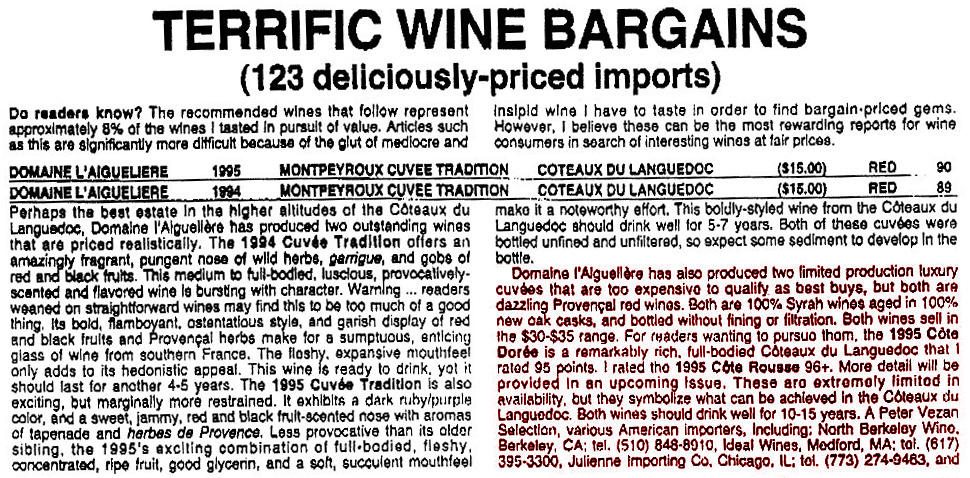 TERRIFIC WINE BARGAINS
(123 deliciously-priced imports)
Do readers know? The recommended wines that follow represent
approximately 8% of the wines I tasted in pursuit of value. Articles such
as this are significantly more difficult because of the glut of mediocre and
insipid wine I have to taste in order to find bargain-priced gems.
However, I believe these can be the most rewarding reports for wine
consumers in search of interesting wines at fair prices.
DOMAINE L'AIGUELIERE 1995 MONTPEYROUX CUVEE TRADITION COTEAUX DU LANGUEDOC ($15.00) RED 90
DOMAINE L'AIGUELIERE 1994 MONTPEYROUX CUVEE TRADITION COTEAUX DU LANGUEDOC ($15.00) RED 89
Perhaps the best estate in the higher altitudes of the Côteaux du
Languedoc, Domaine l'Aiguelière has produced two outstanding wines
that are priced realistically. The 1994 Cuvée Tradition offers an
amazingly fragrant, pungent nose of wild herbs, garrigue, and gobs of
red and black fruits. This medium to full-bodied, luscious, provocatively-
scented and flavored wine is bursting with character. Warning ... readers
weaned on straightforward wines may find this to be too much of a good
thing. Its bold, flamboyant, ostentatious style, and garish display of red
and black fruits and Provençal herbs make for a sumptuous, enticing
glass of wine from southern France. The fleshy, expansive mouthfeel
only adds to its hedonistic appeal. This wine is ready to drink, yet it
should last for another 4-5 years. The 1995 Cuvée Tradition is also
exciting, but marginally more restrained. It exhibits a dark ruby/purple
color, and a sweet, jammy, red and black fruit-scented nose with aromas
of tapenade and herbes de Provence. Less provocative than its older
sibling, the 1995's exciting combination of full-bodied, fleshy,
concentrated, ripe fruit, good glycerin, and a soft, succulent mouthfeel
make it a noteworthy effort. This boldly-styled wine from the Côteaux du
Languedoc should drink well for 5-7 years. Both of these cuvées were
bottled unfined and unfiltered, so expect some sediment to develop in the
bottle.
Domaine l'Aiguelière has also produced two limited production luxury
cuvées that are too expensive to qualify as best buys, but both are
dazzling Provençal red wines. Both are 100% Syrah wines aged in 100%
new oak casks, and bottled without fining or filtration. Both wines sell in
the $30-$35 range. For readers wanting to pursue them, the 1995 Côte
Dorée is a remarkably rich, full-bodied Côteaux du Languedoc that I
rated 95 points. I rated the 1995 Côte Rousse 96+. More detail will be
provided in an upcoming issue. These are extremely limited in
availability, but they symbolize what can be achieved in the Côteaux du
Languedoc. Both wines should drink well for 10-15 years. A Peter Vezan
Selection, various American importers, including: North Berkeley Wine,
Berkeley, CA; tel. (510) 848-8910, Ideal Wines, Medford, MA; tel. (617)
395-3300, Julienne Importing Co, Chicago, IL; tel. (773) 274-9463, and